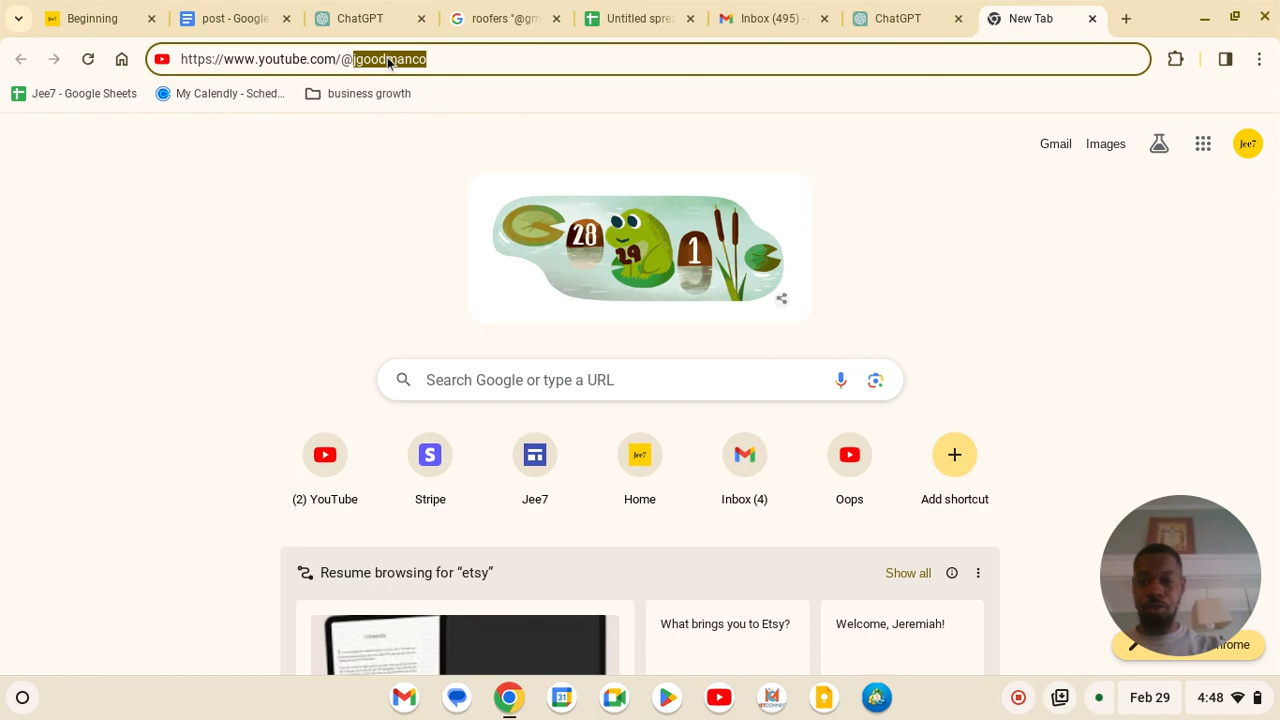 Beginning
post - Google
ChatGPT
roofers "@gm
Untitled sprea
Inbox (495) -
ChatGPT
New Tab
https://www.youtube.com/@jgoodmanco
Jee7 - Google Sheets
My Calendly - Sched...
business growth
Gmail
Images
Jee7
28
29
1
Search Google or type a URL
(2) YouTube
Stripe
Jee7
Home
Inbox (4)
Oops
Add shortcut
Resume browsing for “etsy”
Show all
What brings you to Etsy?
Welcome, Jeremiah!
Feb 29
4:48